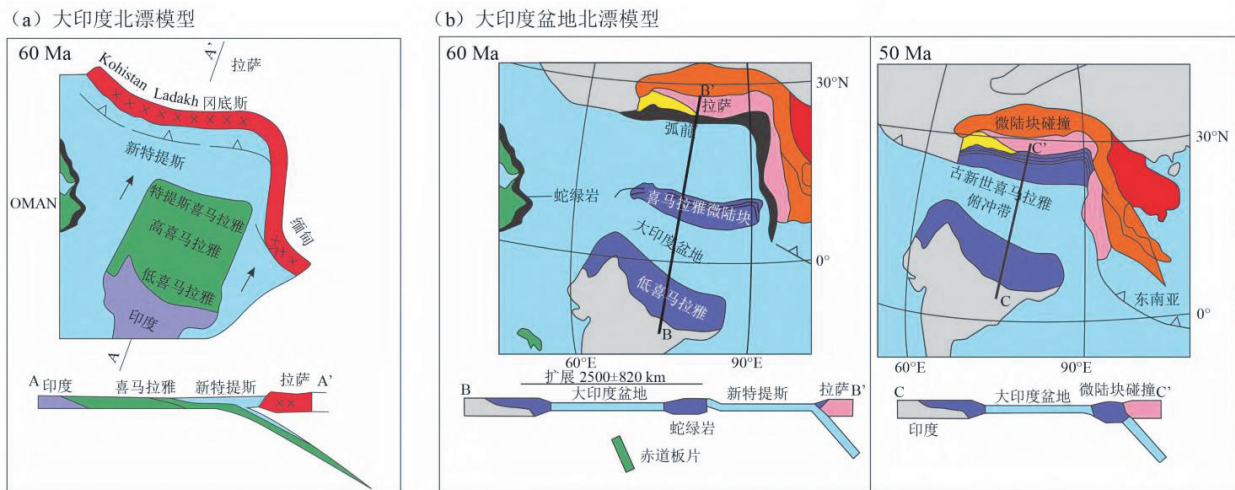 （a）大印度北漂模型
60 Ma
A'
拉萨
Kohistan
Ladakh 冈底斯
新特提斯
OMAN
特提斯喜马拉雅
高喜马拉雅
缅甸
低喜马拉雅
印度
A
A 印度 喜马拉雅 新特提斯 拉萨 A'
（b）大印度盆地北漂模型
60 Ma
30°N
B'
拉萨
弧前
蛇绿岩
喜马拉雅微陆块
大印度盆地
0°
低喜马拉雅
B
60°E
90°E
扩展 2500±820 km
B 大印度盆地 新特提斯 拉萨 B'
蛇绿岩
赤道板片
50 Ma
微陆块碰撞
30°N
C'
古新世喜马拉雅
俯冲带
C
东南亚
0°
60°E
90°E
C 大印度盆地 微陆块碰撞 C'
印度